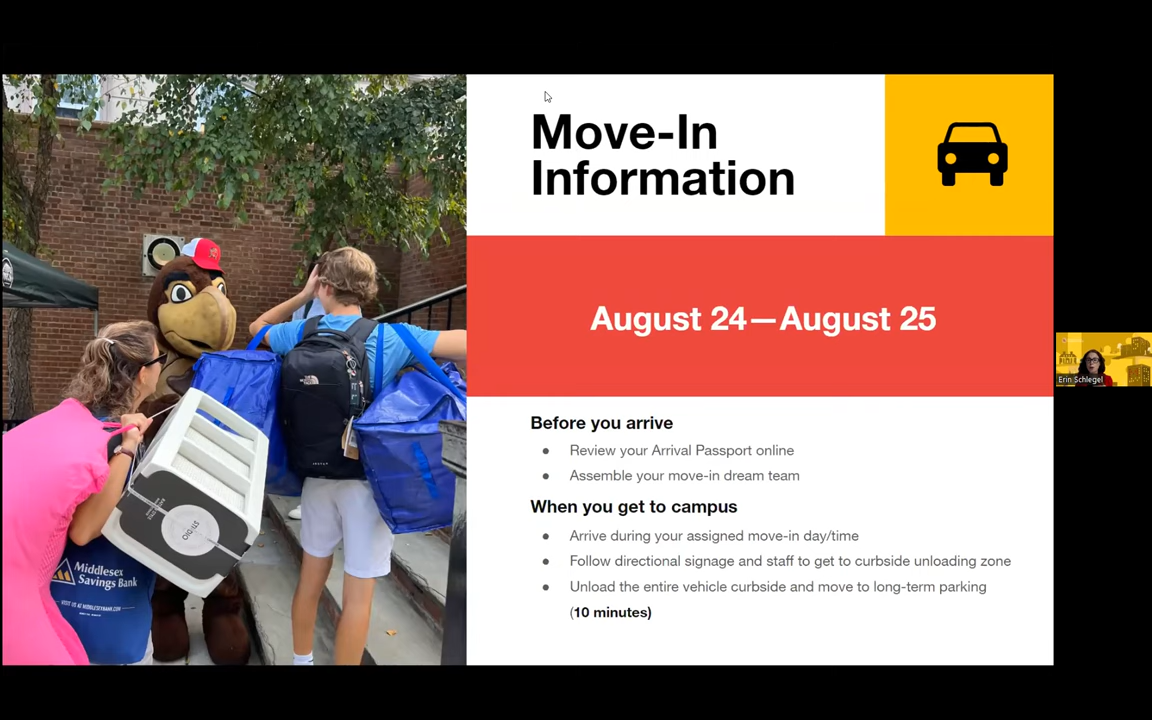 Move-In
Information
August 24—August 25
Before you arrive
● Review your Arrival Passport online
● Assemble your move-in dream team
When you get to campus
● Arrive during your assigned move-in day/time
● Follow directional signage and staff to get to curbside unloading zone
● Unload the entire vehicle curbside and move to long-term parking
(10 minutes)
Erin Schlegel
STUDIO
Middlesex
Savings Bank